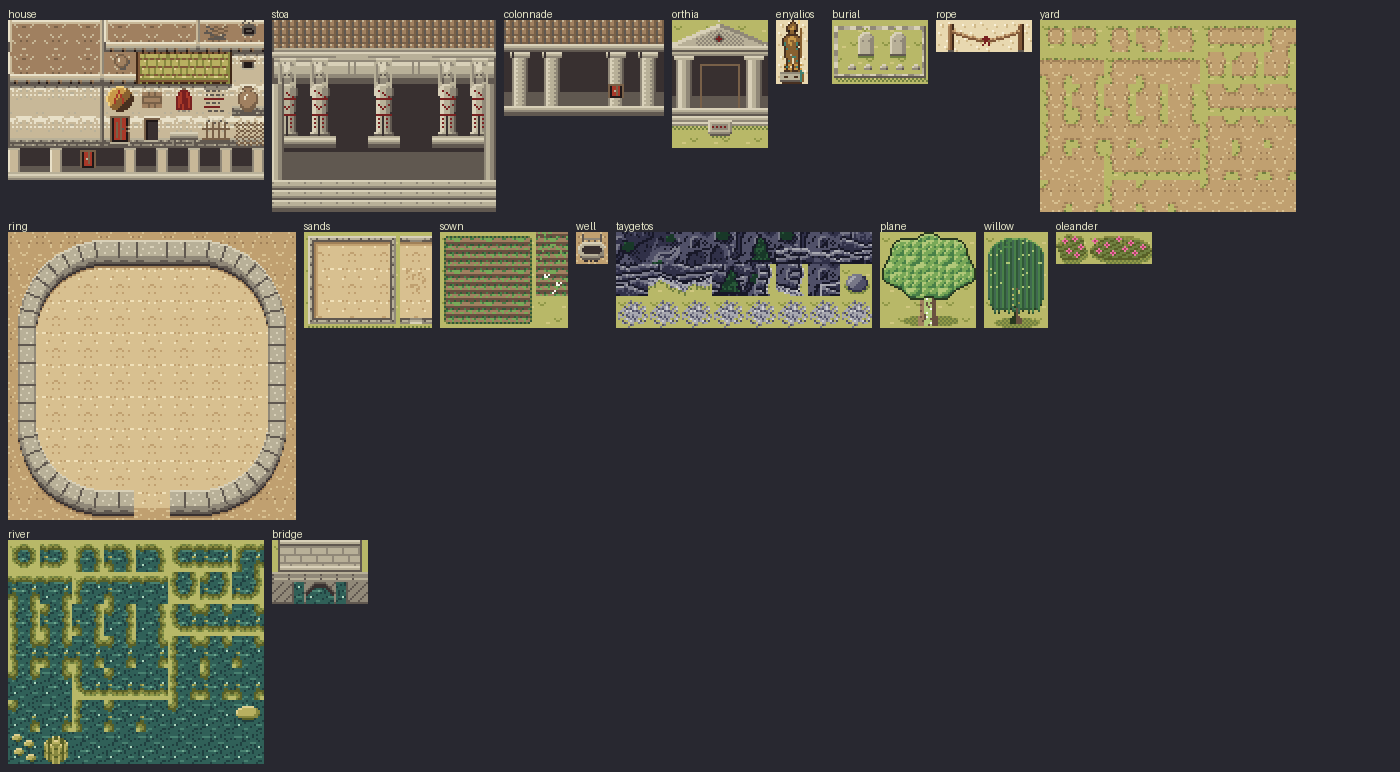 house stoa colonnade orthia enyalios burial rope yard
ring sands sown well taygetos plane willow oleander
river bridge